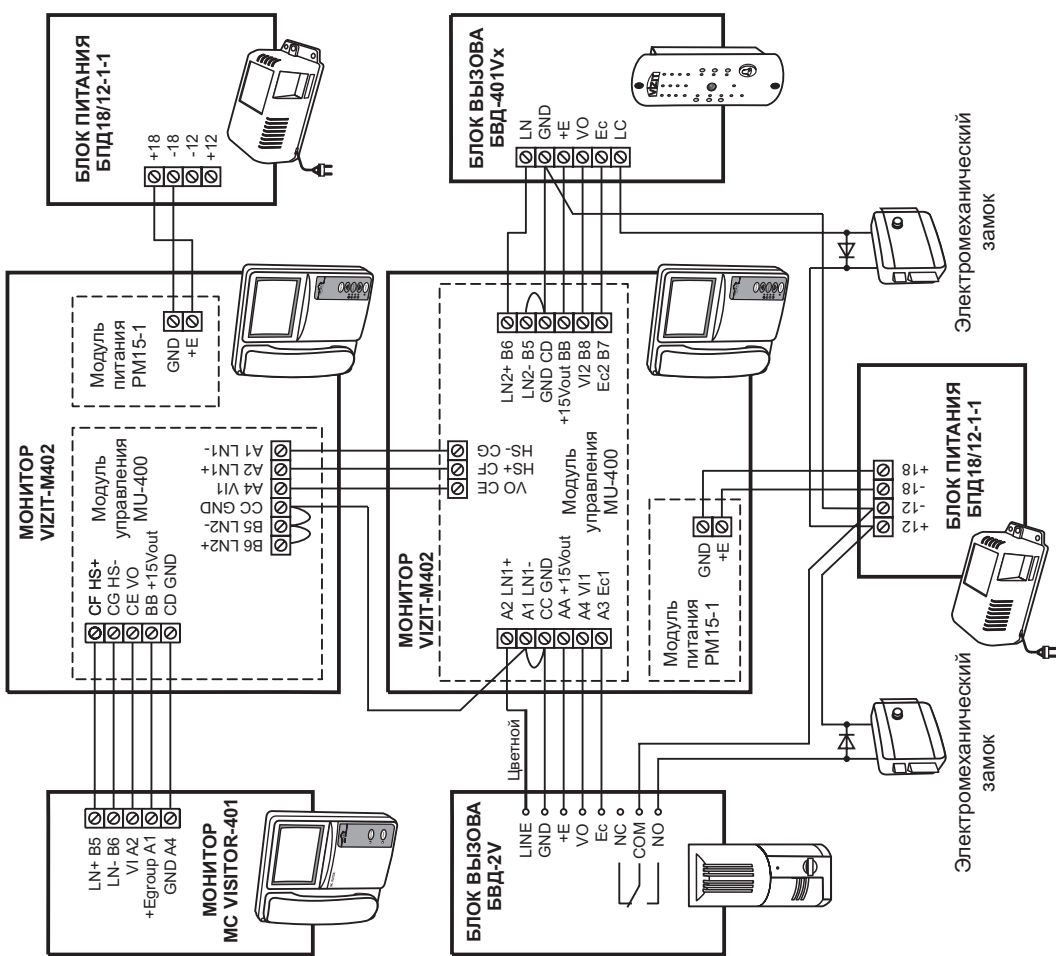 БЛОК ПИТАНИЯ
БПД18/12-1-1
+18
-18
-12
+12
МОНИТОР
VIZIT-M402
Модуль
питания
PM15-1
GND
+E
Модуль
управления
MU-400
CF HS+
CG HS-
CE VO
BB +15Vout
CD GND
A1 LN1-
A2 LN1+
A4 VI1
CC GND
B5 LN2-
B6 LN2+
LN+ B5
LN- B6
VI A2
+Egroup A1
GND A4
МОНИТОР
MC VISITOR-401
БЛОК ВЫЗОВА
БВД-401Vx
LN
GND
+E
VO
Ec
LC
VIZIT
LN2+ B6
LN2- B5
GND CD
+15Vout BB
VI2 B8
Ec2 B7
HS- CG
HS+ CF
VO CE
Модуль
управления
MU-400
МОНИТОР
VIZIT-M402
A2 LN1+
A1 LN1-
CC GND
AA +15Vout
A4 VI1
A3 Ec1
GND
+E
Модуль
питания
PM15-1
Цветной
БЛОК ВЫЗОВА
БВД-2V
LINE
GND
+E
VO
Ec
NC
COM
NO
Электромеханический
замок
+18
-18
-12
+12
БЛОК ПИТАНИЯ
БПД18/12-1-1
Электромеханический
замок